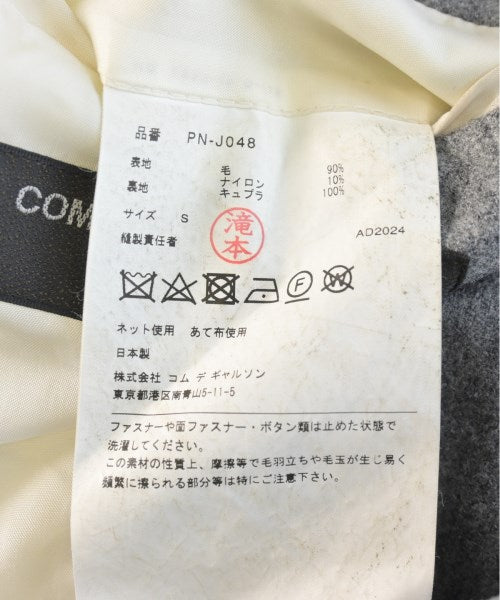 COM
品番 PN-J048
表地 毛 90%
ナイロン 10%
裏地 キュプラ 100%
サイズ S
縫製責任者 滝本 AD2024
F W
ネット使用 あて布使用
日本製
株式会社 コム デ ギャルソン
東京都港区南青山5-11-5
ファスナーや面ファスナー・ボタン類は止めた状態で
洗濯してください。
この素材の性質上、摩擦等で毛羽立ちや毛玉が生じ易く
頻繁に擦られる部分等は特にご注意下さい。